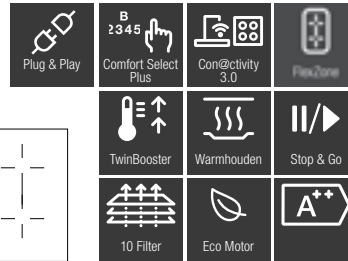 B
2345
Plug & Play
Comfort Select
Plus
Con@ctivity
3.0
FlexZone
TwinBooster
Warmhouden
Stop & Go
10 Filter
Eco Motor
A++